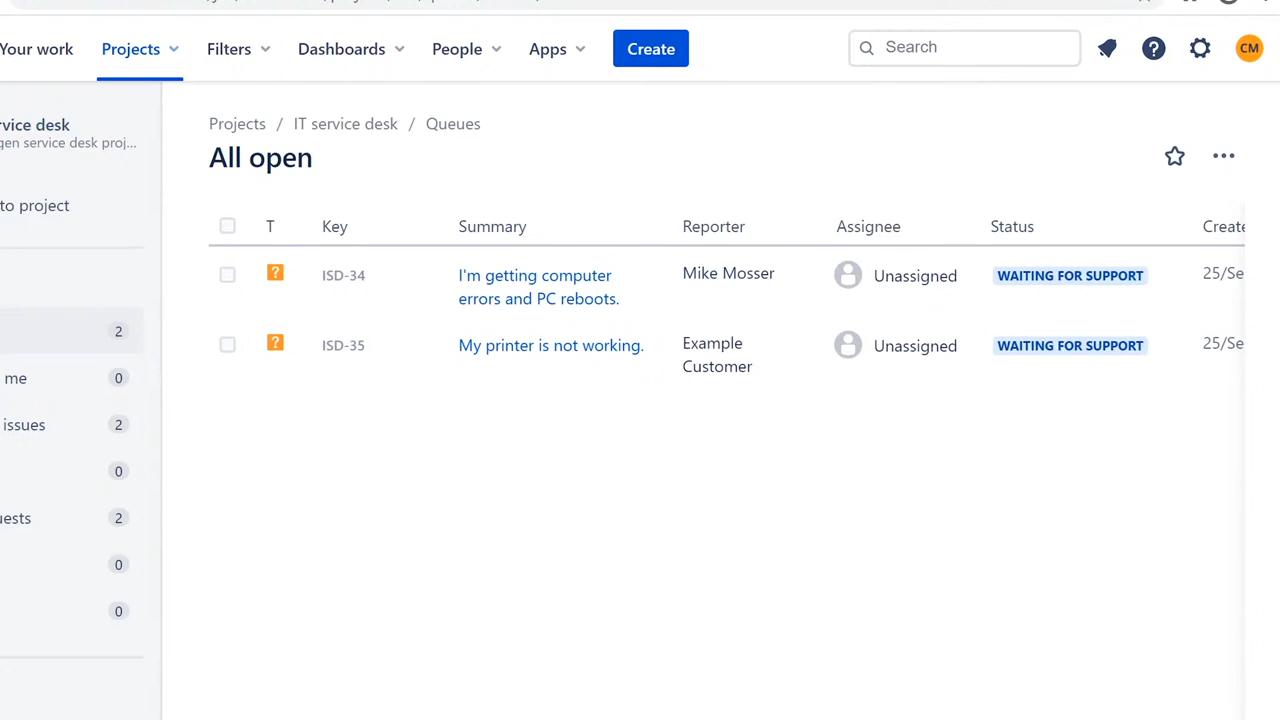 Your work Projects Filters Dashboards People Apps Create Search CM
rvice desk
gen service desk proj...
to project
2
me 0
issues 2
0
uests 2
0
0
Projects / IT service desk / Queues
All open
T Key Summary Reporter Assignee Status Create
? ISD-34 I'm getting computer Mike Mosser Unassigned WAITING FOR SUPPORT 25/Se
errors and PC reboots.
? ISD-35 My printer is not working. Example Unassigned WAITING FOR SUPPORT 25/Se
Customer